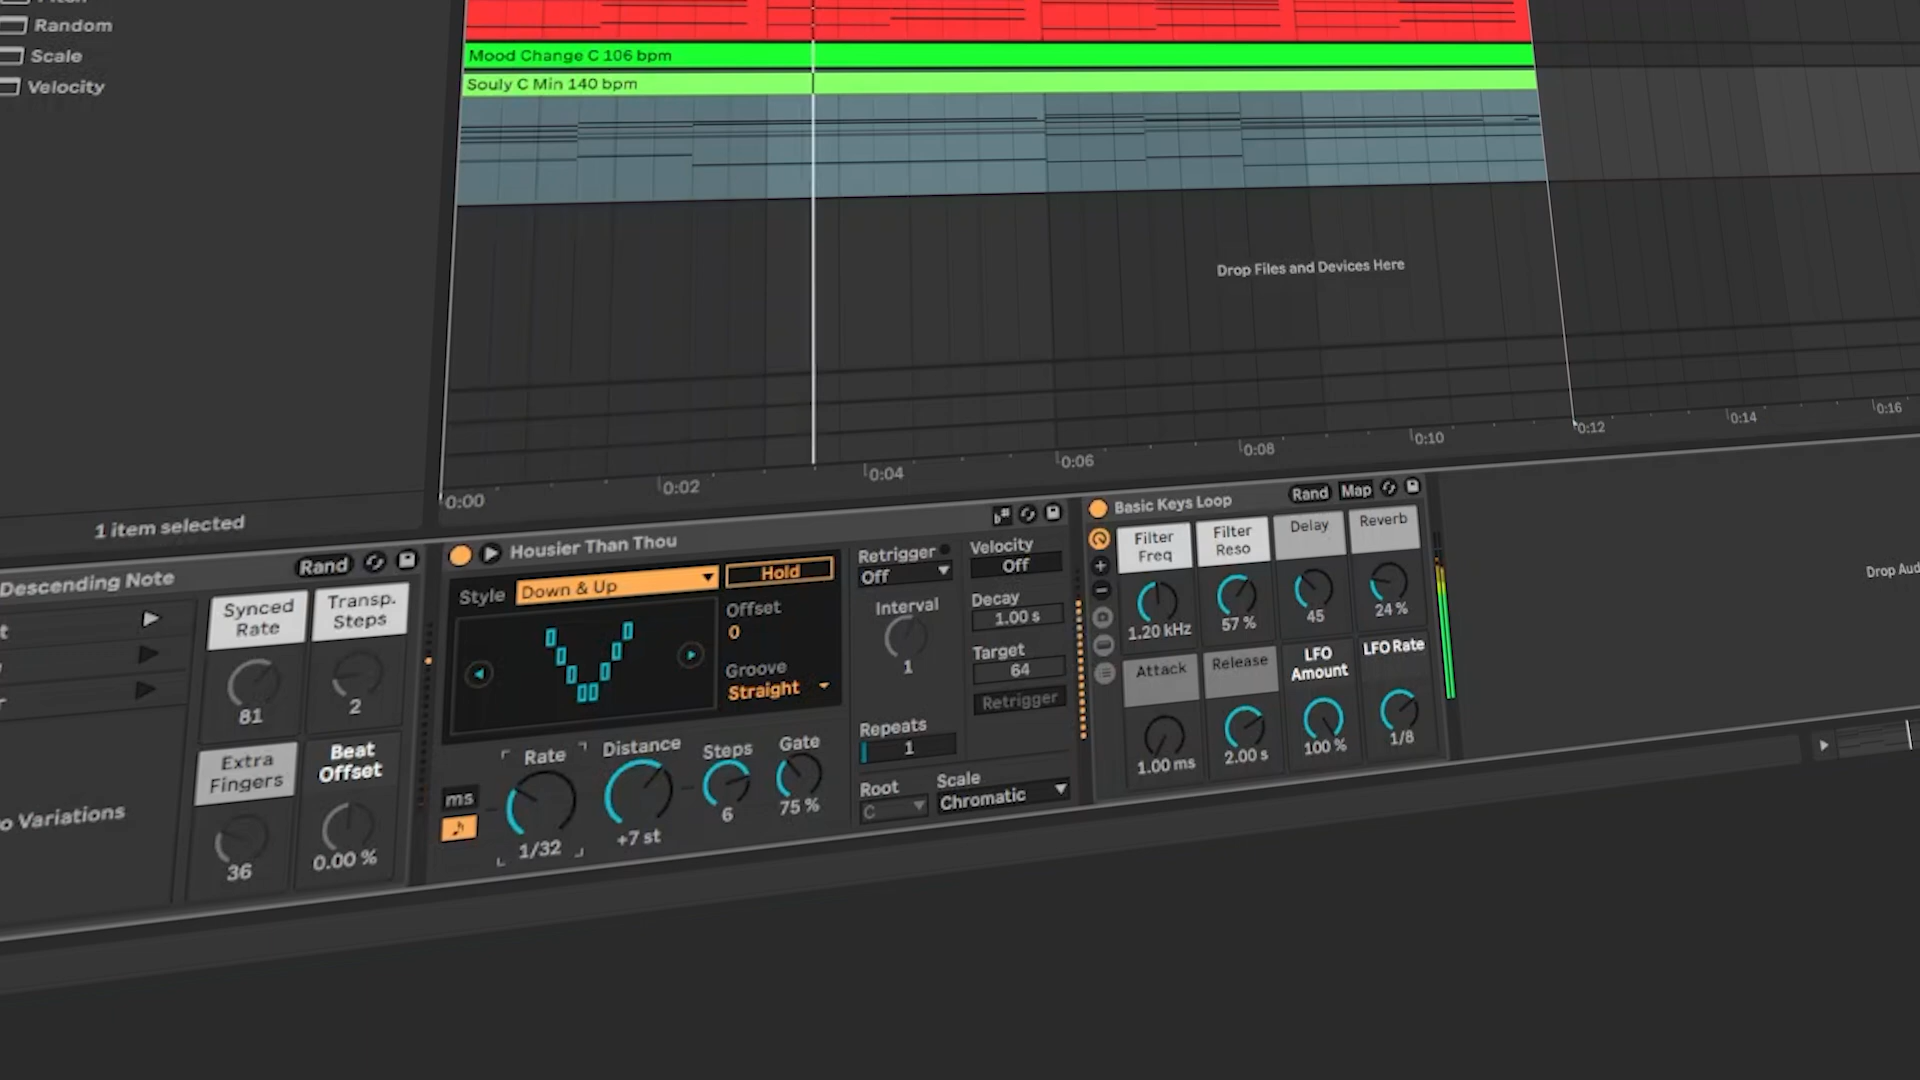 Random
Scale
Velocity
Mood Change C 106 bpm
Souly C Min 140 bpm
Drop Files and Devices Here
0:00
0:02
0:04
0:06
0:08
0:10
0:12
0:14
0:16
1 item selected
Descending Note
Rand
Synced Rate
81
Transp. Steps
2
Extra Fingers
36
Beat Offset
0.00 %
Variations
Housier Than Thou
Style
Down & Up
Hold
Offset
0
Groove
Straight
ms
Rate
1/32
Distance
+7 st
Steps
6
Gate
75 %
Retrigger
Off
Interval
1
Repeats
1
Root
C
Scale
Chromatic
Velocity
Off
Decay
1.00 s
Target
64
Retrigger
Basic Keys Loop
Rand
Map
Filter Freq
1.20 kHz
Filter Reso
57 %
Delay
45
Reverb
24 %
Attack
1.00 ms
Release
2.00 s
LFO Amount
100 %
LFO Rate
1/8
Drop